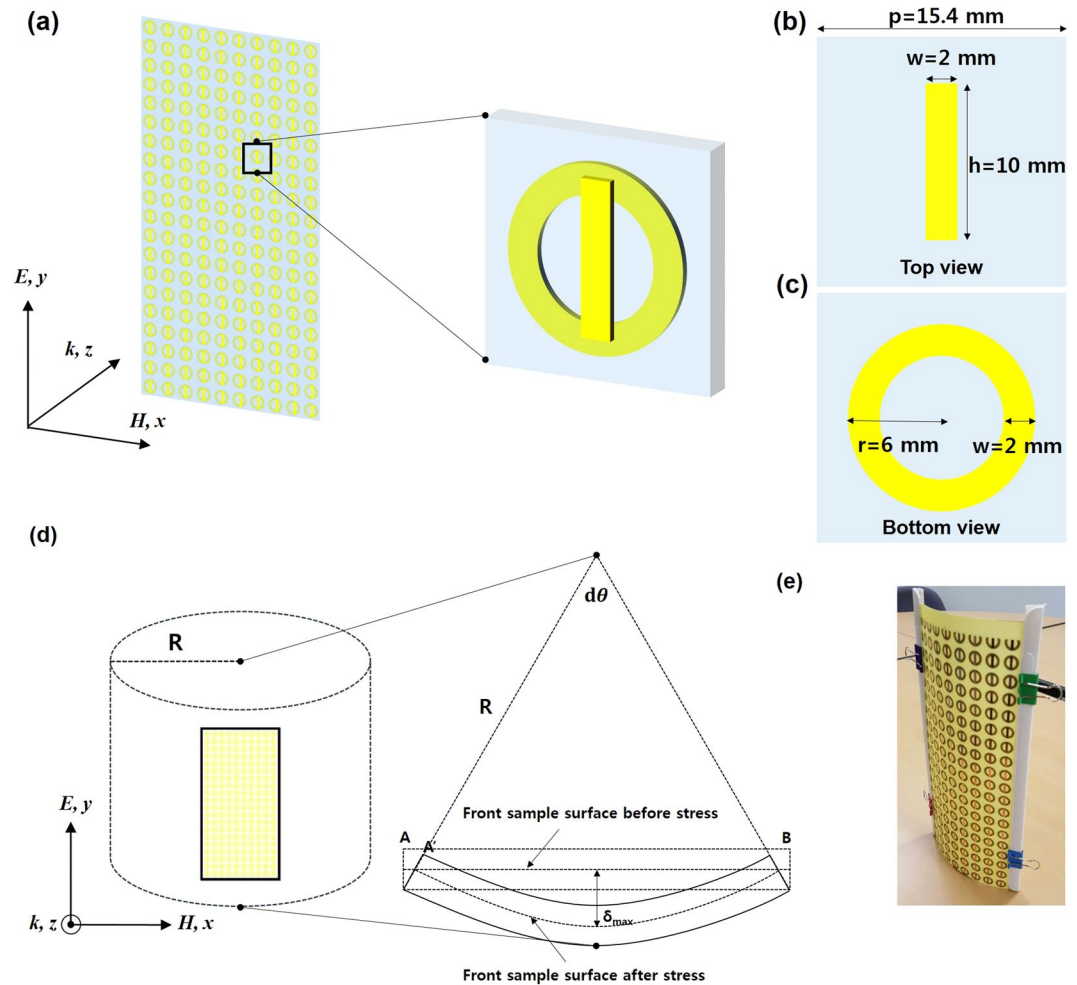 (a)
E, y
k, z
H, x
(b)
p=15.4 mm
w=2 mm
h=10 mm
Top view
(c)
r=6 mm
w=2 mm
Bottom view
(d)
R
E, y
k, z
H, x
dθ
R
Front sample surface before stress
A
A'
B
δmax
Front sample surface after stress
(e)